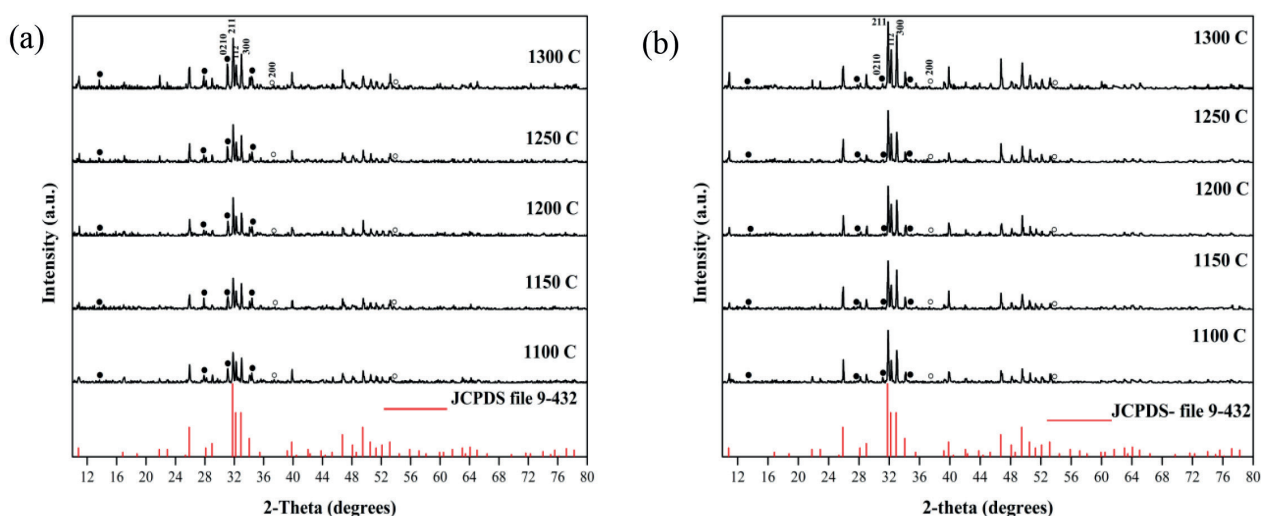 (a)
0210
211
112
300
200
1300 C
1250 C
1200 C
1150 C
1100 C
JCPDS file 9-432
Intensity (a.u.)
12 16 20 24 28 32 36 40 44 48 52 56 60 64 68 72 76 80
2-Theta (degrees)
(b)
0210
211
112
300
200
1300 C
1250 C
1200 C
1150 C
1100 C
JCPDS- file 9-432
Intensity (a.u.)
12 16 20 24 28 32 36 40 44 48 52 56 60 64 68 72 76 80
2-theta (degrees)